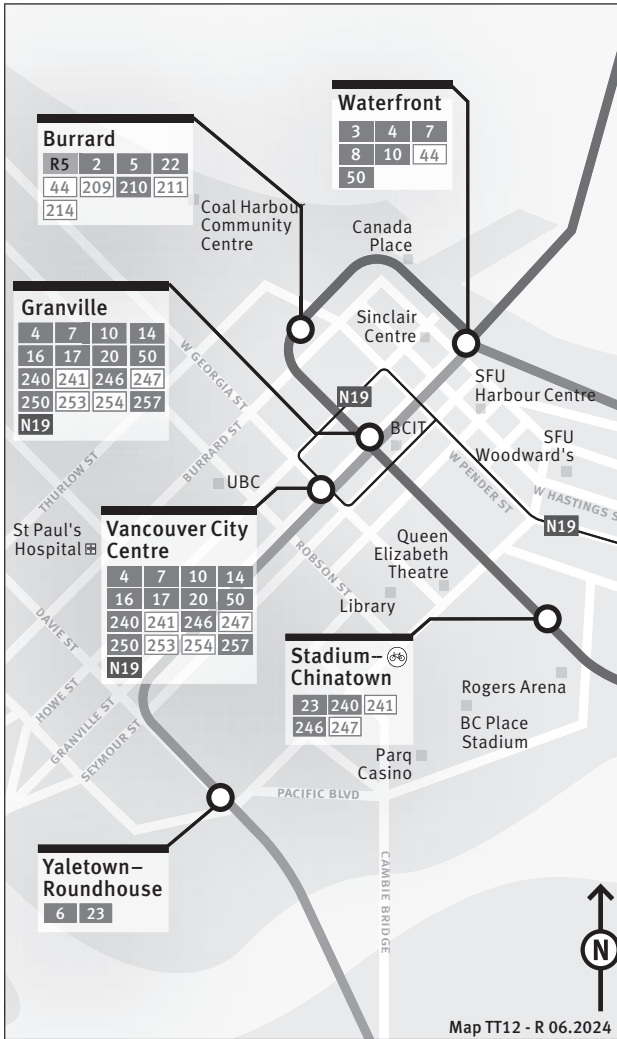 Waterfront
3 4 7
8 10 44
50
Burrard
R5 2 5 22
44 209 210 211
214
Coal Harbour
Community
Centre
Canada
Place
Granville
4 7 10 14
16 17 20 50
240 241 246 247
250 253 254 257
N19
Sinclair
Centre
W GEORGIA ST
N19
SFU
Harbour Centre
BURRARD ST
BCIT
SFU
Woodward's
THURLOW ST
UBC
W PENDER ST
W HASTINGS S
N19
St Paul's
Hospital
Vancouver City
Centre
4 7 10 14
16 17 20 50
240 241 246 247
250 253 254 257
N19
ROBSON ST
Queen
Elizabeth
Theatre
Library
DAVIE ST
HOWE ST
GRANVILLE ST
SEYMOUR ST
Stadium–
Chinatown
23 240 241
246 247
Rogers Arena
BC Place
Stadium
Parq
Casino
PACIFIC BLVD
CAMBIE BRIDGE
Yaletown–
Roundhouse
6 23
N
Map TT12 - R 06.2024